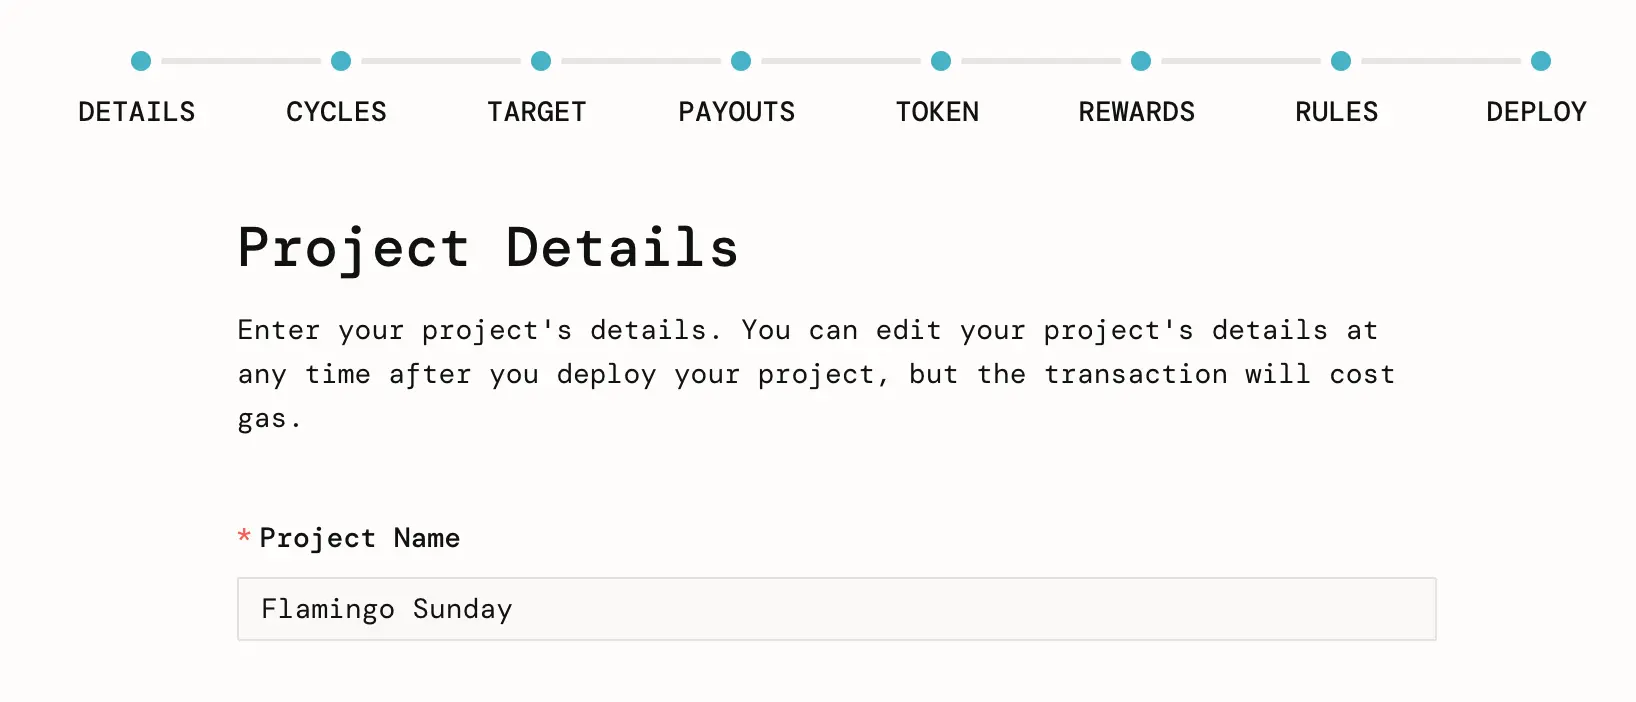 DETAILS CYCLES TARGET PAYOUTS TOKEN REWARDS RULES DEPLOY
Project Details
Enter your project's details. You can edit your project's details at
any time after you deploy your project, but the transaction will cost
gas.
* Project Name
Flamingo Sunday